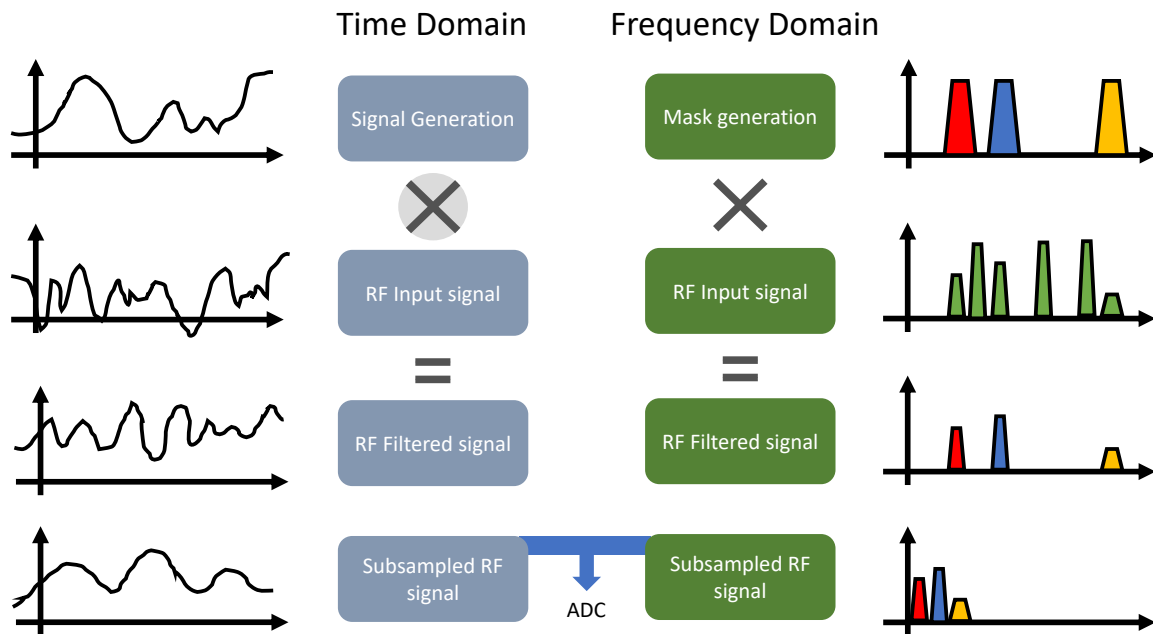 Time Domain
Frequency Domain
Signal Generation
Mask generation
RF Input signal
RF Input signal
RF Filtered signal
RF Filtered signal
Subsampled RF
signal
ADC
Subsampled RF
signal